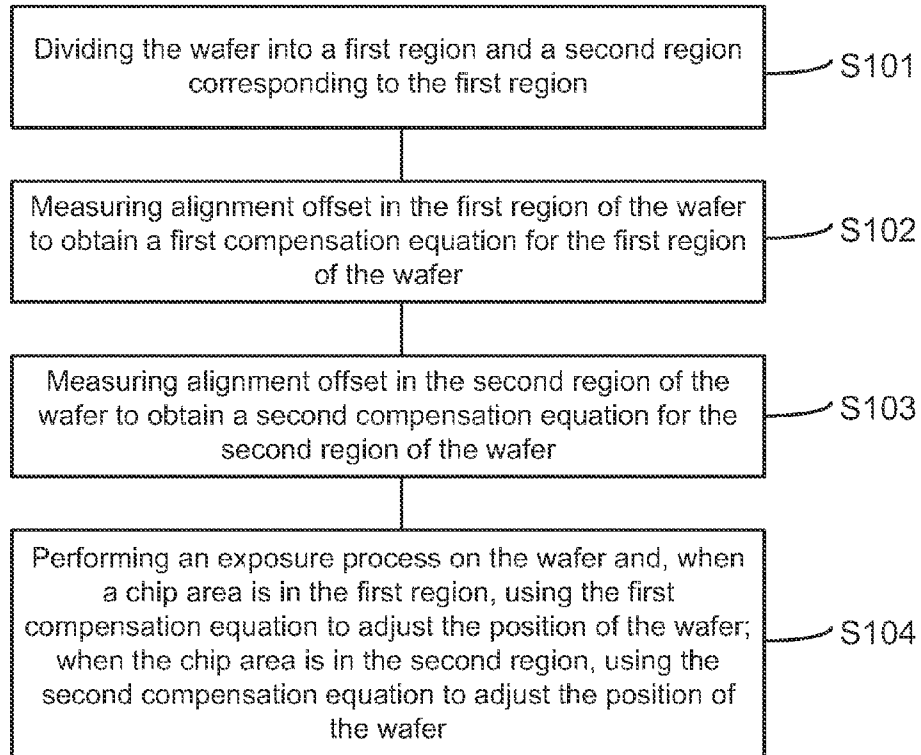 Dividing the wafer into a first region and a second region
corresponding to the first region
S101
Measuring alignment offset in the first region of the wafer
to obtain a first compensation equation for the first region
of the wafer
S102
Measuring alignment offset in the second region of the
wafer to obtain a second compensation equation for the
second region of the wafer
S103
Performing an exposure process on the wafer and, when
a chip area is in the first region, using the first
compensation equation to adjust the position of the wafer;
when the chip area is in the second region, using the
second compensation equation to adjust the position of
the wafer
S104